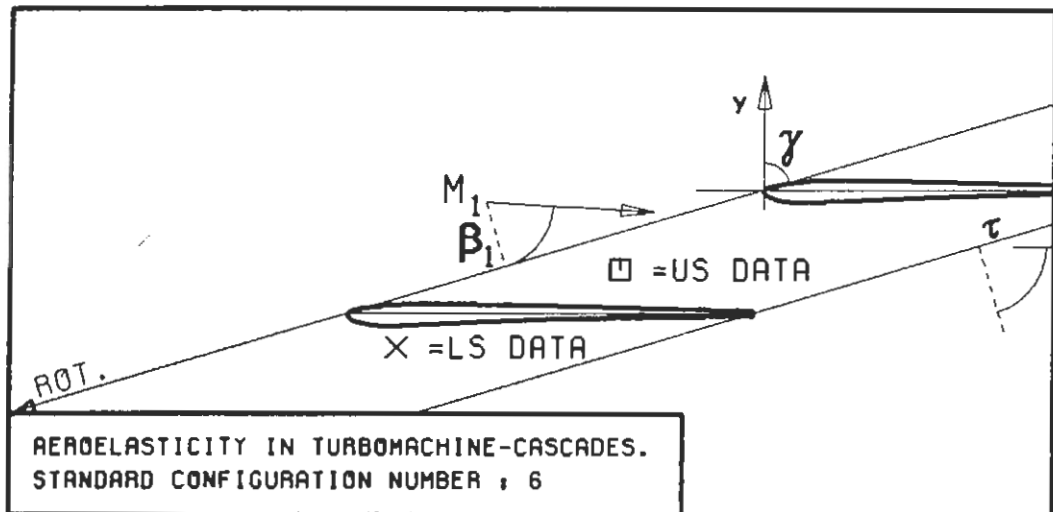 y
γ
M₁
β₁
τ
=US DATA
× =LS DATA
ROT.
AEROELASTICITY IN TURBOMACHINE-CASCADES.
STANDARD CONFIGURATION NUMBER : 6